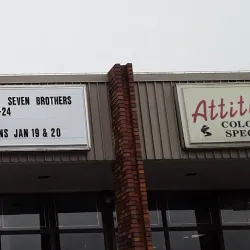 SEVEN BROTHERS
-24
NS JAN 19 & 20
Attit
COLO
SPEC